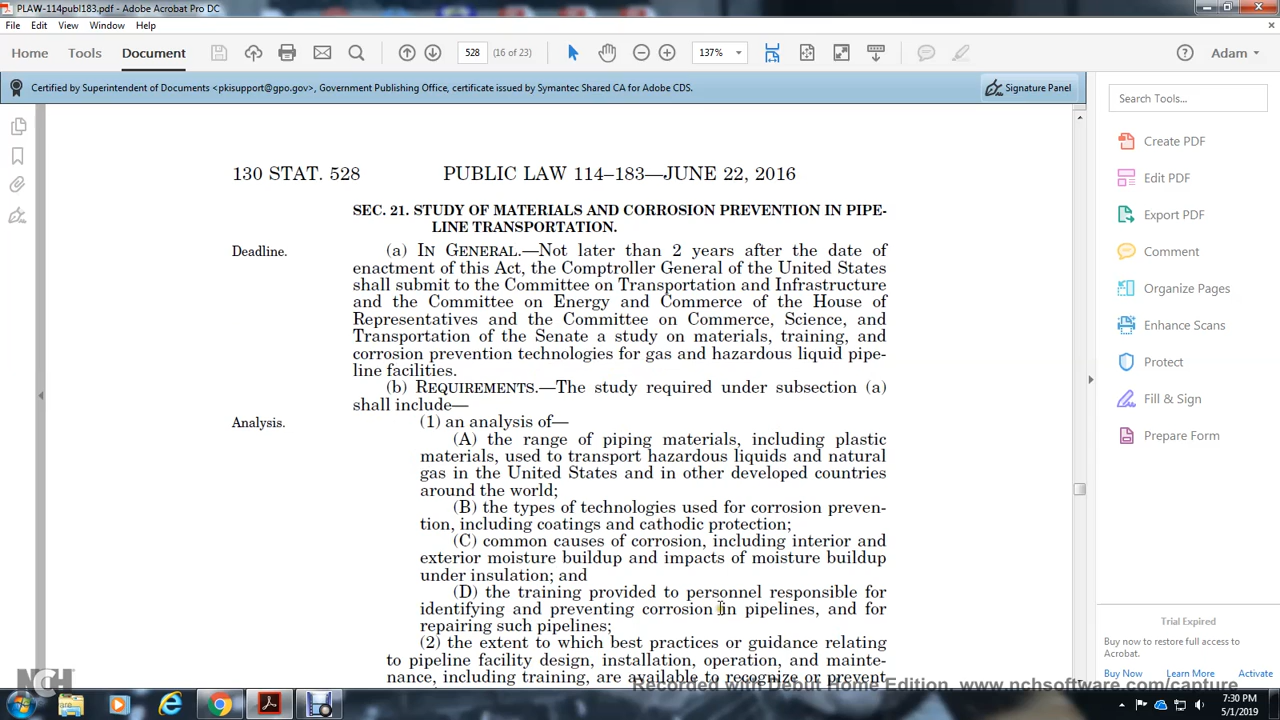 PLAW-114publ183.pdf - Adobe Acrobat Pro DC
File Edit View Window Help
Home Tools Document 528 (16 of 23) 137% Adam
Certified by Superintendent of Documents <pkisupport@gpo.gov>, Government Publishing Office, certificate issued by Symantec Shared CA for Adobe CDS.
Signature Panel
130 STAT. 528 PUBLIC LAW 114–183—JUNE 22, 2016
SEC. 21. STUDY OF MATERIALS AND CORROSION PREVENTION IN PIPE-
LINE TRANSPORTATION.
Deadline.
(a) IN GENERAL.—Not later than 2 years after the date of
enactment of this Act, the Comptroller General of the United States
shall submit to the Committee on Transportation and Infrastructure
and the Committee on Energy and Commerce of the House of
Representatives and the Committee on Commerce, Science, and
Transportation of the Senate a study on materials, training, and
corrosion prevention technologies for gas and hazardous liquid pipe-
line facilities.
(b) REQUIREMENTS.—The study required under subsection (a)
shall include—
Analysis.
(1) an analysis of—
(A) the range of piping materials, including plastic
materials, used to transport hazardous liquids and natural
gas in the United States and in other developed countries
around the world;
(B) the types of technologies used for corrosion preven-
tion, including coatings and cathodic protection;
(C) common causes of corrosion, including interior and
exterior moisture buildup and impacts of moisture buildup
under insulation; and
(D) the training provided to personnel responsible for
identifying and preventing corrosion in pipelines, and for
repairing such pipelines;
(2) the extent to which best practices or guidance relating
to pipeline facility design, installation, operation, and mainte-
nance, including training, are available to recognize or prevent
Search Tools...
Create PDF
Edit PDF
Export PDF
Comment
Organize Pages
Enhance Scans
Protect
Fill & Sign
Prepare Form
Trial Expired
Buy now to restore full access to
Acrobat.
Buy Now Learn More Activate
NCH
Recorded with Debut Home Edition. www.nchsoftware.com/capture
7:30 PM
5/1/2019